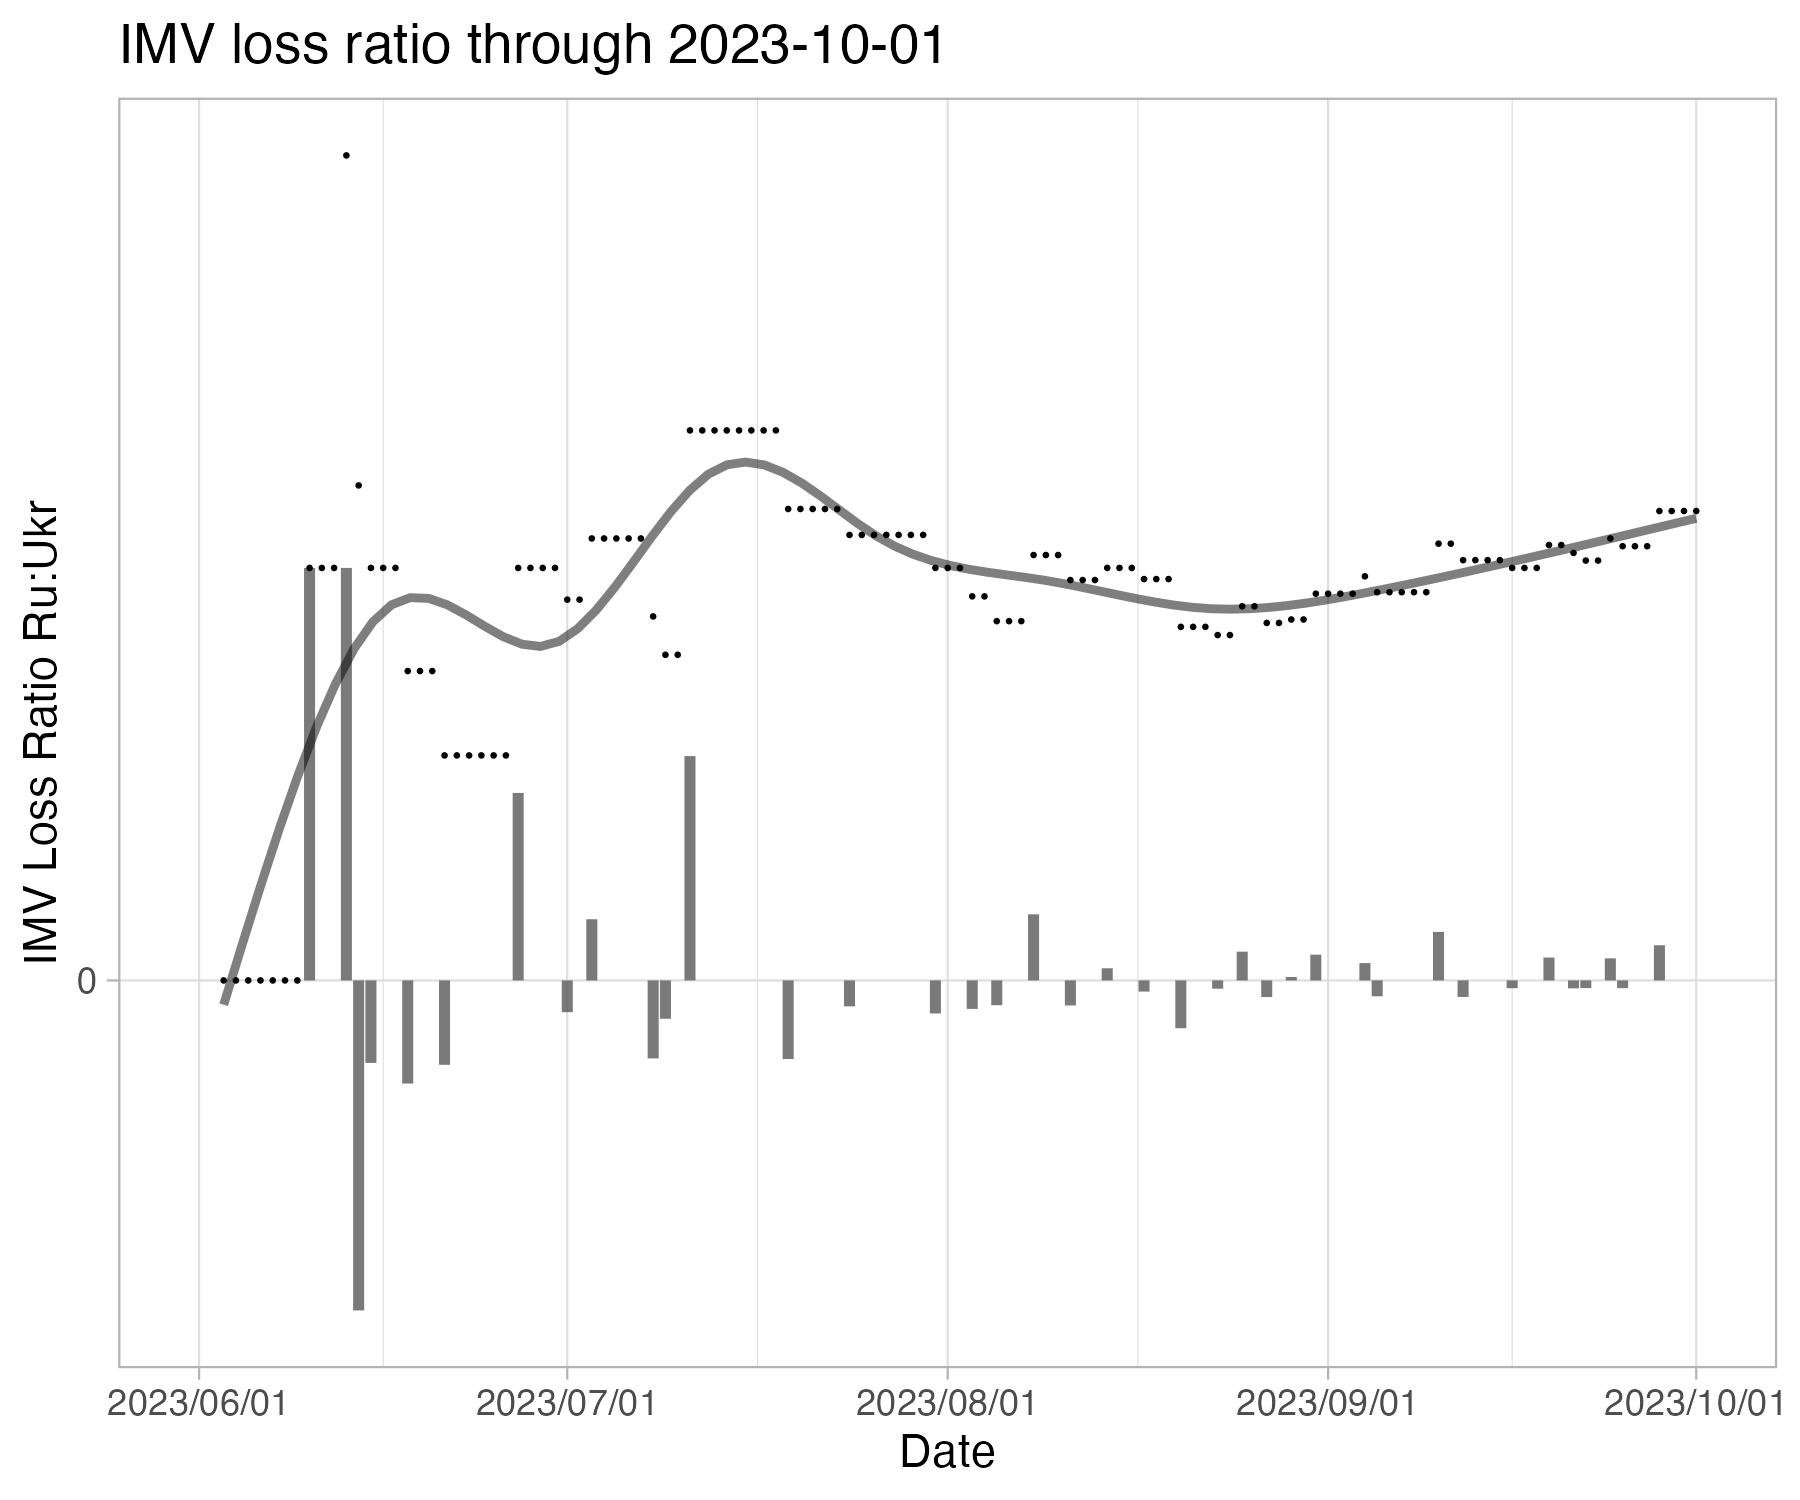 IMV loss ratio through 2023-10-01
IMV Loss Ratio Ru:Ukr
0
2023/06/01 2023/07/01 2023/08/01 2023/09/01 2023/10/01
Date